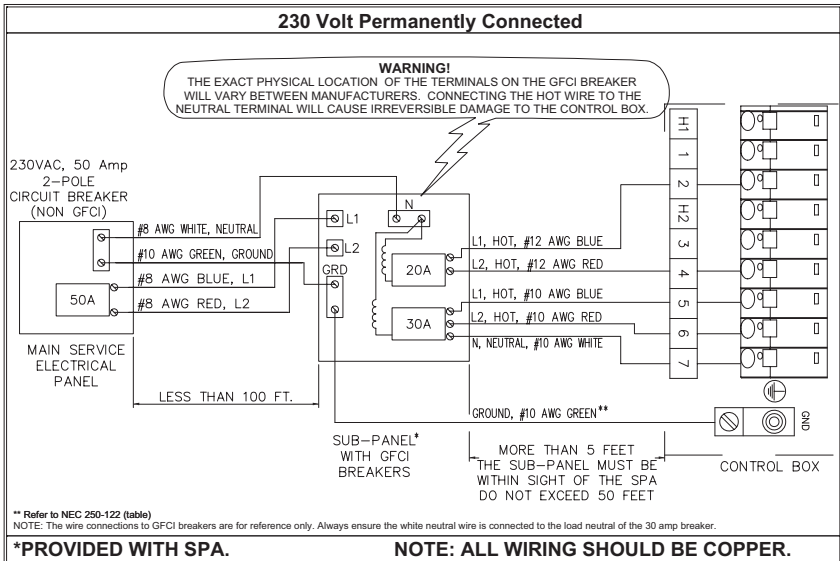 230 Volt Permanently Connected
WARNING!
THE EXACT PHYSICAL LOCATION OF THE TERMINALS ON THE GFCI BREAKER
WILL VARY BETWEEN MANUFACTURERS. CONNECTING THE HOT WIRE TO THE
NEUTRAL TERMINAL WILL CAUSE IRREVERSIBLE DAMAGE TO THE CONTROL BOX.
230VAC, 50 Amp
2-POLE
CIRCUIT BREAKER
(NON GFCI)
#8 AWG WHITE, NEUTRAL
#10 AWG GREEN, GROUND
#8 AWG BLUE, L1
#8 AWG RED, L2
50A
MAIN SERVICE
ELECTRICAL
PANEL
LESS THAN 100 FT.
N
L1
L2
GRD
20A
30A
SUB-PANEL*
WITH GFCI
BREAKERS
L1, HOT, #12 AWG BLUE
L2, HOT, #12 AWG RED
L1, HOT, #10 AWG BLUE
L2, HOT, #10 AWG RED
N, NEUTRAL, #10 AWG WHITE
GROUND, #10 AWG GREEN**
MORE THAN 5 FEET
THE SUB-PANEL MUST BE
WITHIN SIGHT OF THE SPA
DO NOT EXCEED 50 FEET
H1
1
2
H2
3
4
5
6
7
GND
CONTROL BOX
** Refer to NEC 250-122 (table)
NOTE: The wire connections to GFCI breakers are for reference only. Always ensure the white neutral wire is connected to the load neutral of the 30 amp breaker.
*PROVIDED WITH SPA.
NOTE: ALL WIRING SHOULD BE COPPER.